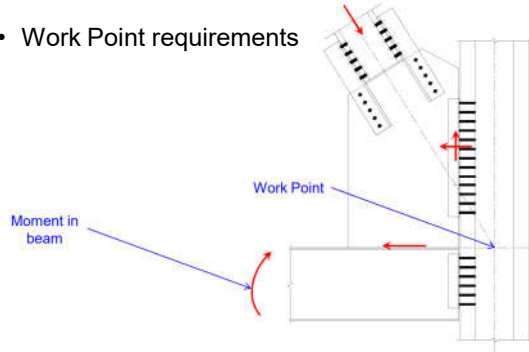 • Work Point requirements
Work Point
Moment in
beam